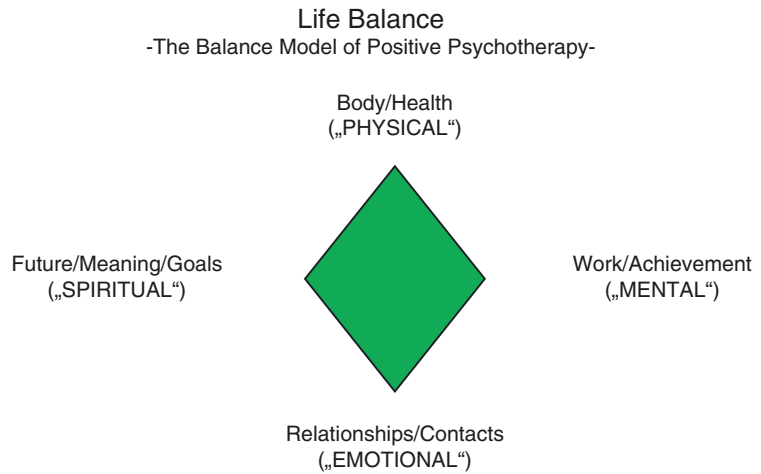 Life Balance
-The Balance Model of Positive Psychotherapy-
Body/Health
(„PHYSICAL“)
Future/Meaning/Goals
(„SPIRITUAL“)
Work/Achievement
(„MENTAL“)
Relationships/Contacts
(„EMOTIONAL“)